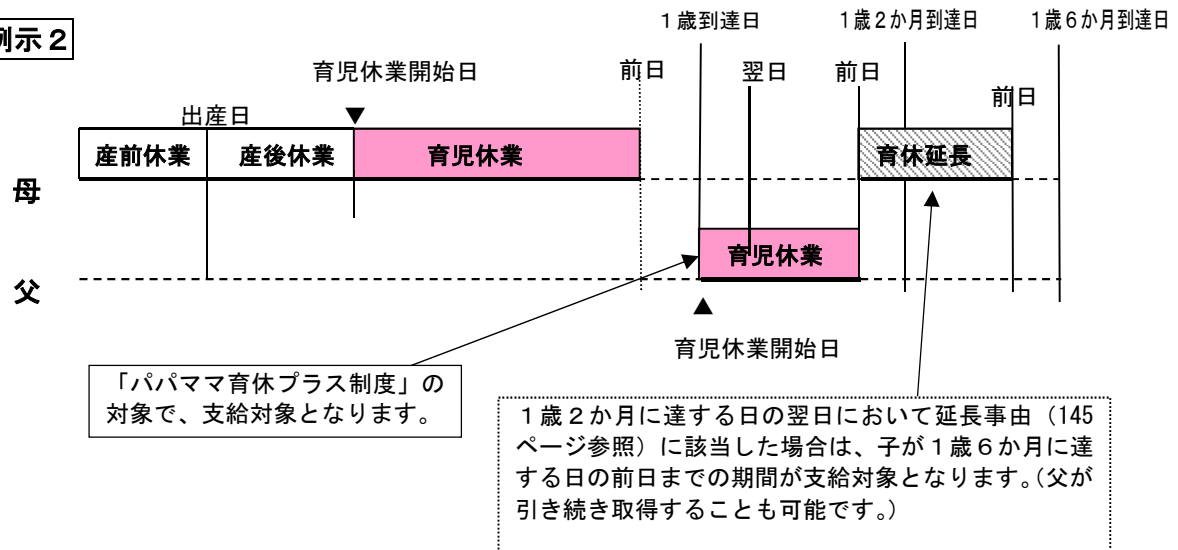 例示２
１歳到達日
１歳２か月到達日
１歳６か月到達日
育児休業開始日
前日
翌日
前日
前日
出産日
▼
産前休業
産後休業
育児休業
育休延長
母
育児休業
父
▲
育児休業開始日
「パパママ育休プラス制度」の
対象で、支給対象となります。
１歳２か月に達する日の翌日において延長事由（145
ページ参照）に該当した場合は、子が１歳６か月に達
する日の前日までの期間が支給対象となります。（父が
引き続き取得することも可能です。）